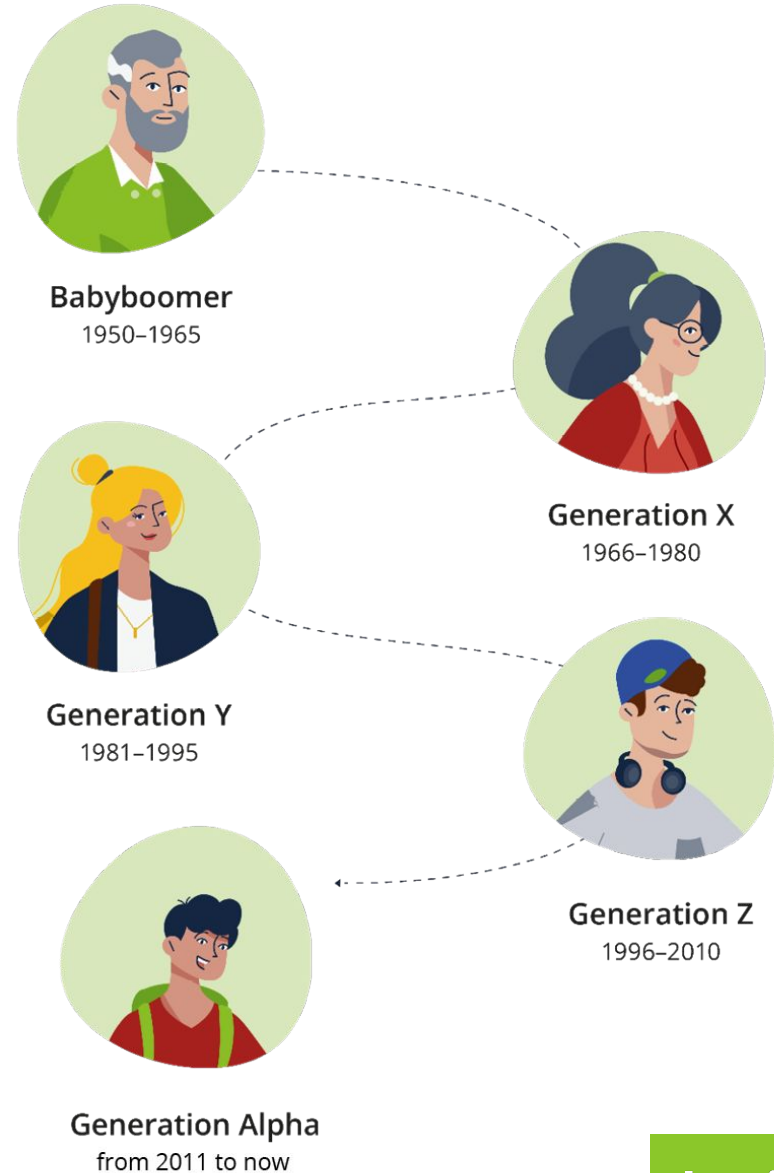 Babyboomer
1950–1965
Generation X
1966–1980
Generation Y
1981–1995
Generation Z
1996–2010
Generation Alpha
from 2011 to now